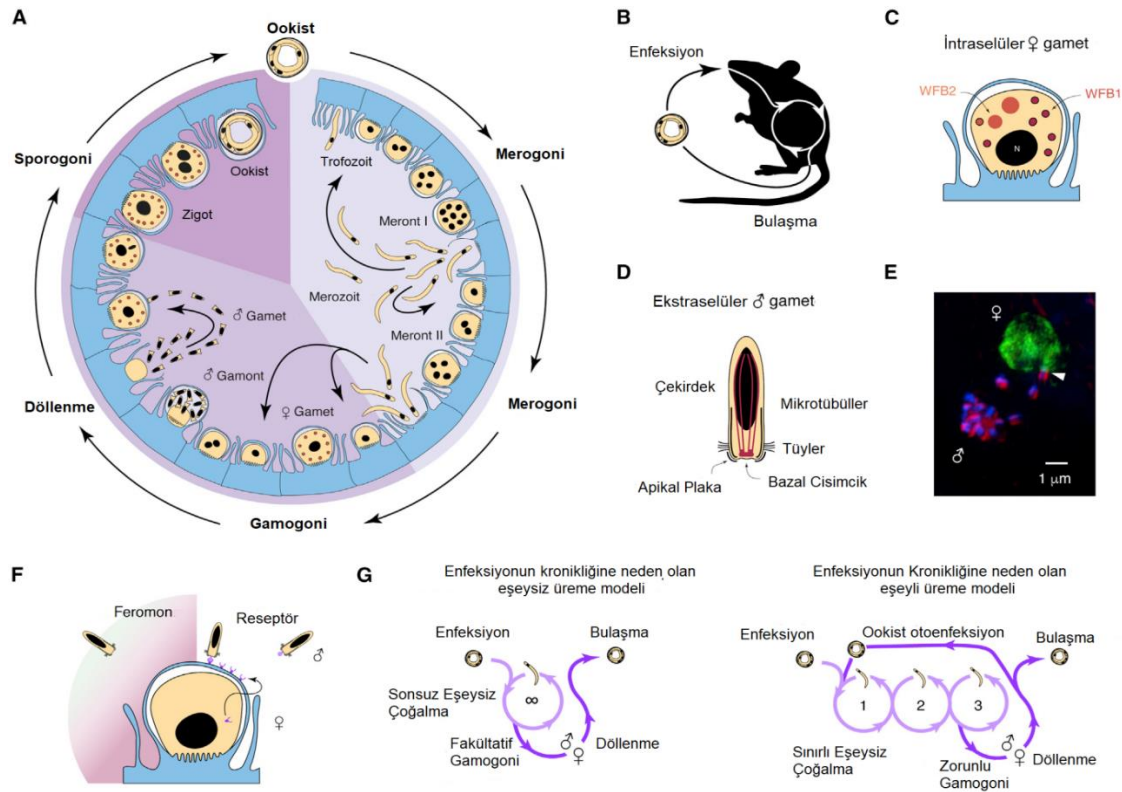 A
Ookist
Sporogoni
Merogoni
Trofozoit
Ookist
Zigot
Meront I
Merozoit
♂ Gamet
Meront II
♂ Gamont
♀ Gamet
Döllenme
Merogoni
Gamogoni
B
Enfeksiyon
Bulaşma
C
İntraselüler ♀ gamet
WFB2
WFB1
N
D
Ekstraselüler ♂ gamet
Çekirdek
Mikrotübüller
Tüyler
Apikal Plaka
Bazal Cisimcik
E
♀
♂
1 µm
F
Feromon
Reseptör
♂
♀
G
Enfeksiyonun kronikliğine neden olan
eşeysiz üreme modeli
Enfeksiyon
Bulaşma
Sonsuz Eşeysiz
Çoğalma
∞
Fakültatif
Gamogoni
♂
♀
Döllenme
Enfeksiyonun Kronikliğine neden olan
eşeyli üreme modeli
Enfeksiyon
Ookist otoenfeksiyon
Bulaşma
1
2
3
Sınırlı Eşeysiz
Çoğalma
Zorunlu
Gamogoni
♂
♀
Döllenme